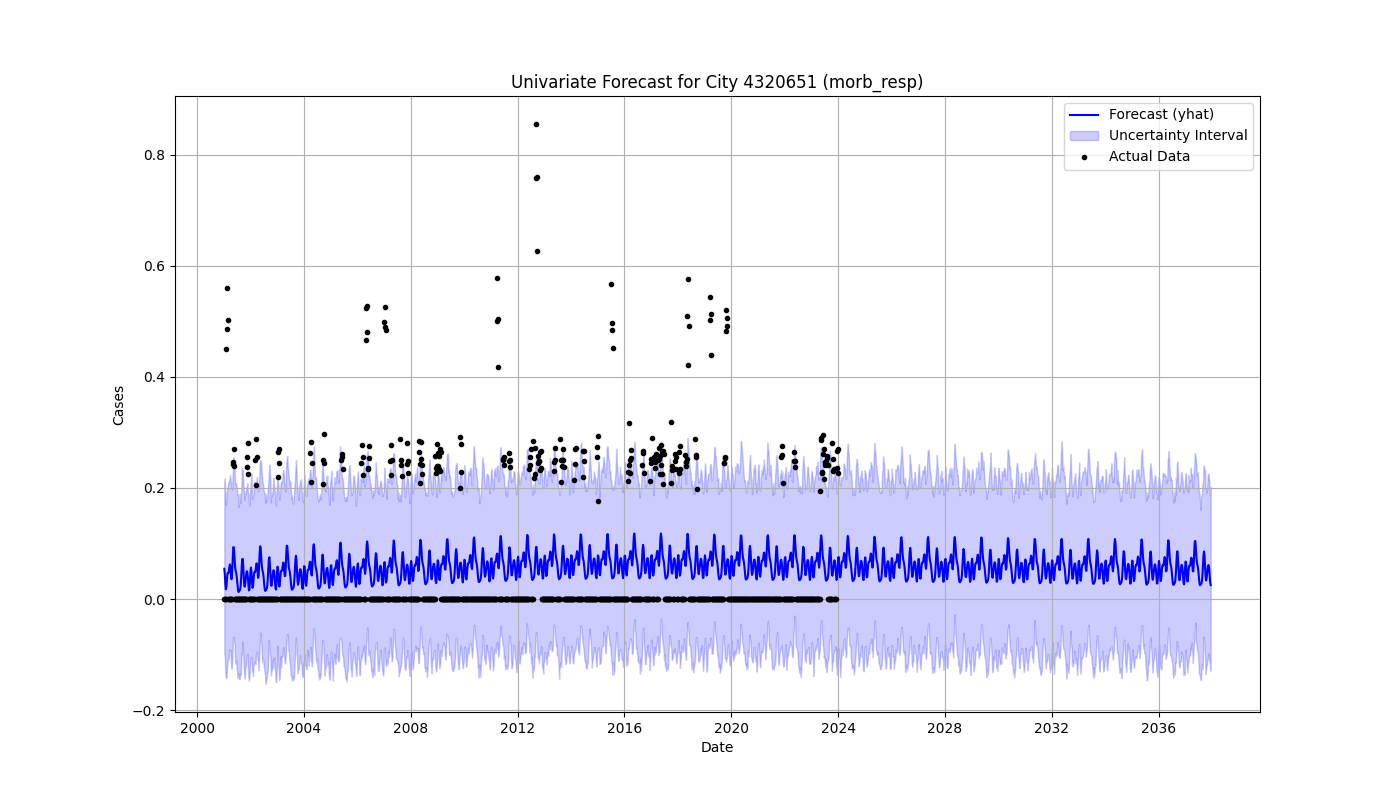 Univariate Forecast for City 4320651 (morb_resp)
Forecast (yhat)
Uncertainty Interval
Actual Data
0.8
0.6
0.4
0.2
0.0
−0.2
Cases
2000 2004 2008 2012 2016 2020 2024 2028 2032 2036
Date